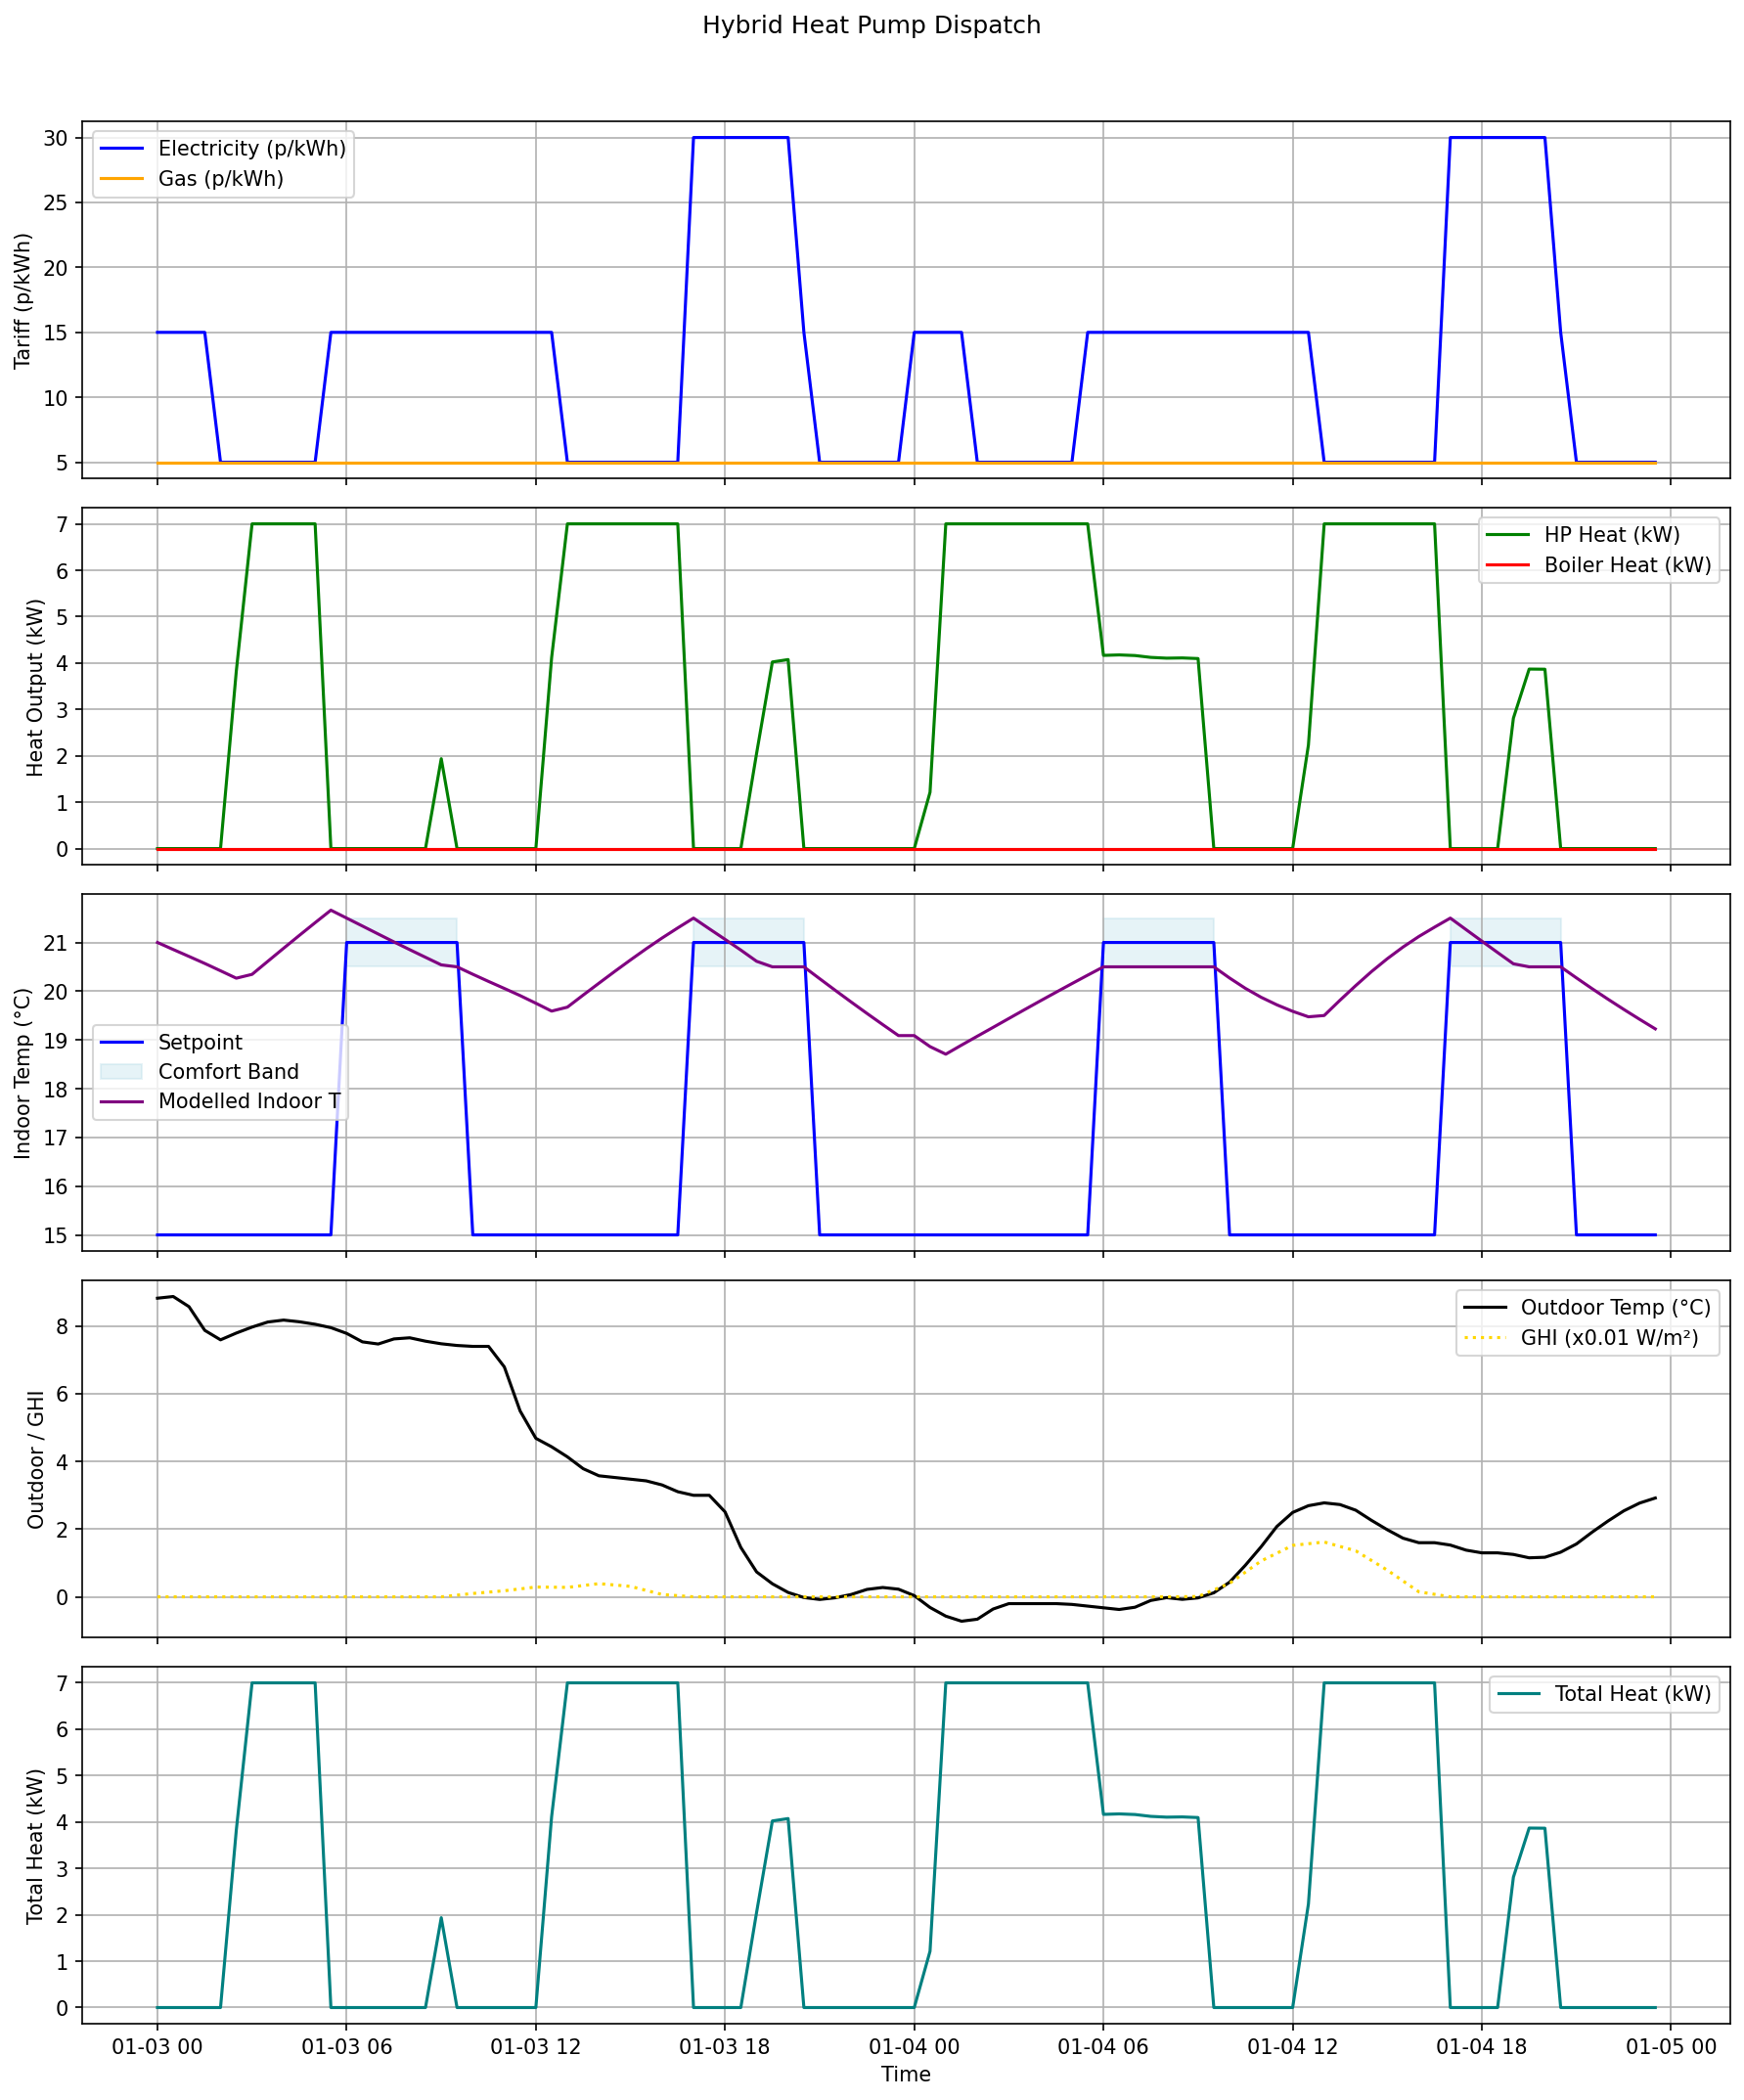 Hybrid Heat Pump Dispatch
Tariff (p/kWh)
30
25
20
15
10
5
Electricity (p/kWh)
Gas (p/kWh)
Heat Output (kW)
7
6
5
4
3
2
1
0
HP Heat (kW)
Boiler Heat (kW)
Indoor Temp (°C)
21
20
19
18
17
16
15
Setpoint
Comfort Band
Modelled Indoor T
Outdoor / GHI
8
6
4
2
0
Outdoor Temp (°C)
GHI (x0.01 W/m²)
Total Heat (kW)
7
6
5
4
3
2
1
0
Total Heat (kW)
01-03 00
01-03 06
01-03 12
01-03 18
01-04 00
01-04 06
01-04 12
01-04 18
01-05 00
Time